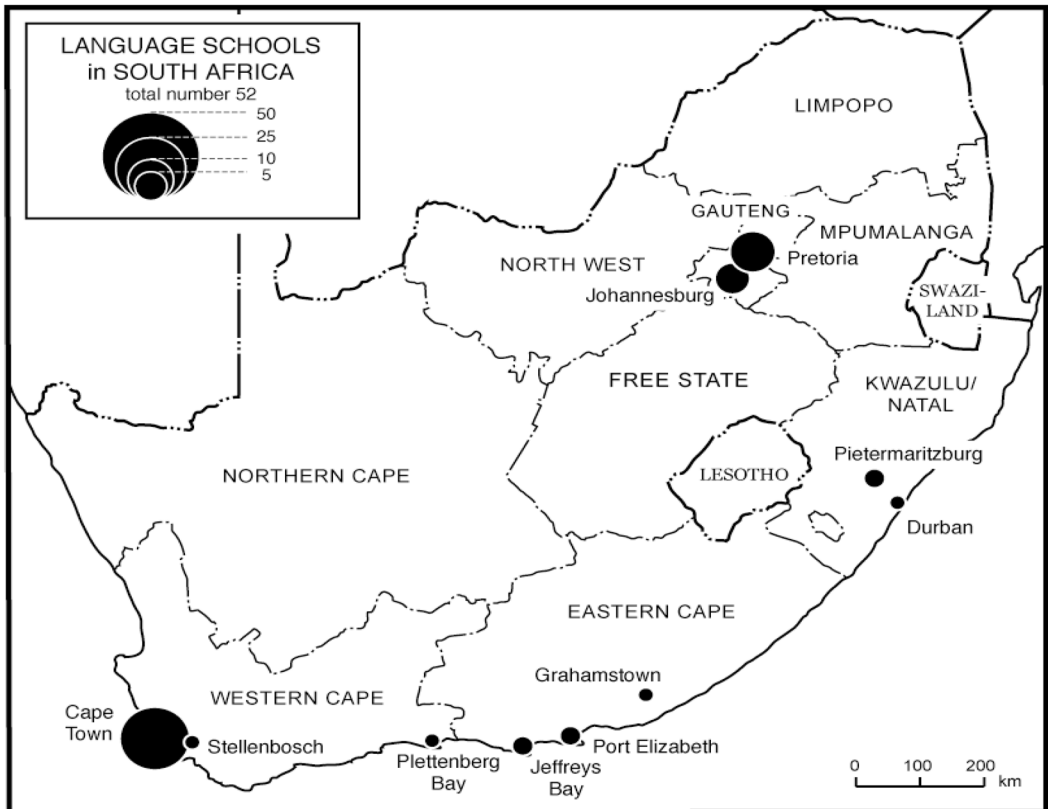 LANGUAGE SCHOOLS
in SOUTH AFRICA
total number 52
50
25
10
5
LIMPOPO
GAUTENG
MPUMALANGA
Pretoria
NORTH WEST
Johannesburg
SWAZI-
LAND
FREE STATE
KWAZULU/
NATAL
Pietermaritzburg
NORTHERN CAPE
LESOTHO
Durban
EASTERN CAPE
Grahamstown
WESTERN CAPE
Cape
Town
Stellenbosch
Plettenberg
Bay
Jeffreys
Bay
Port Elizabeth
0 100 200
km